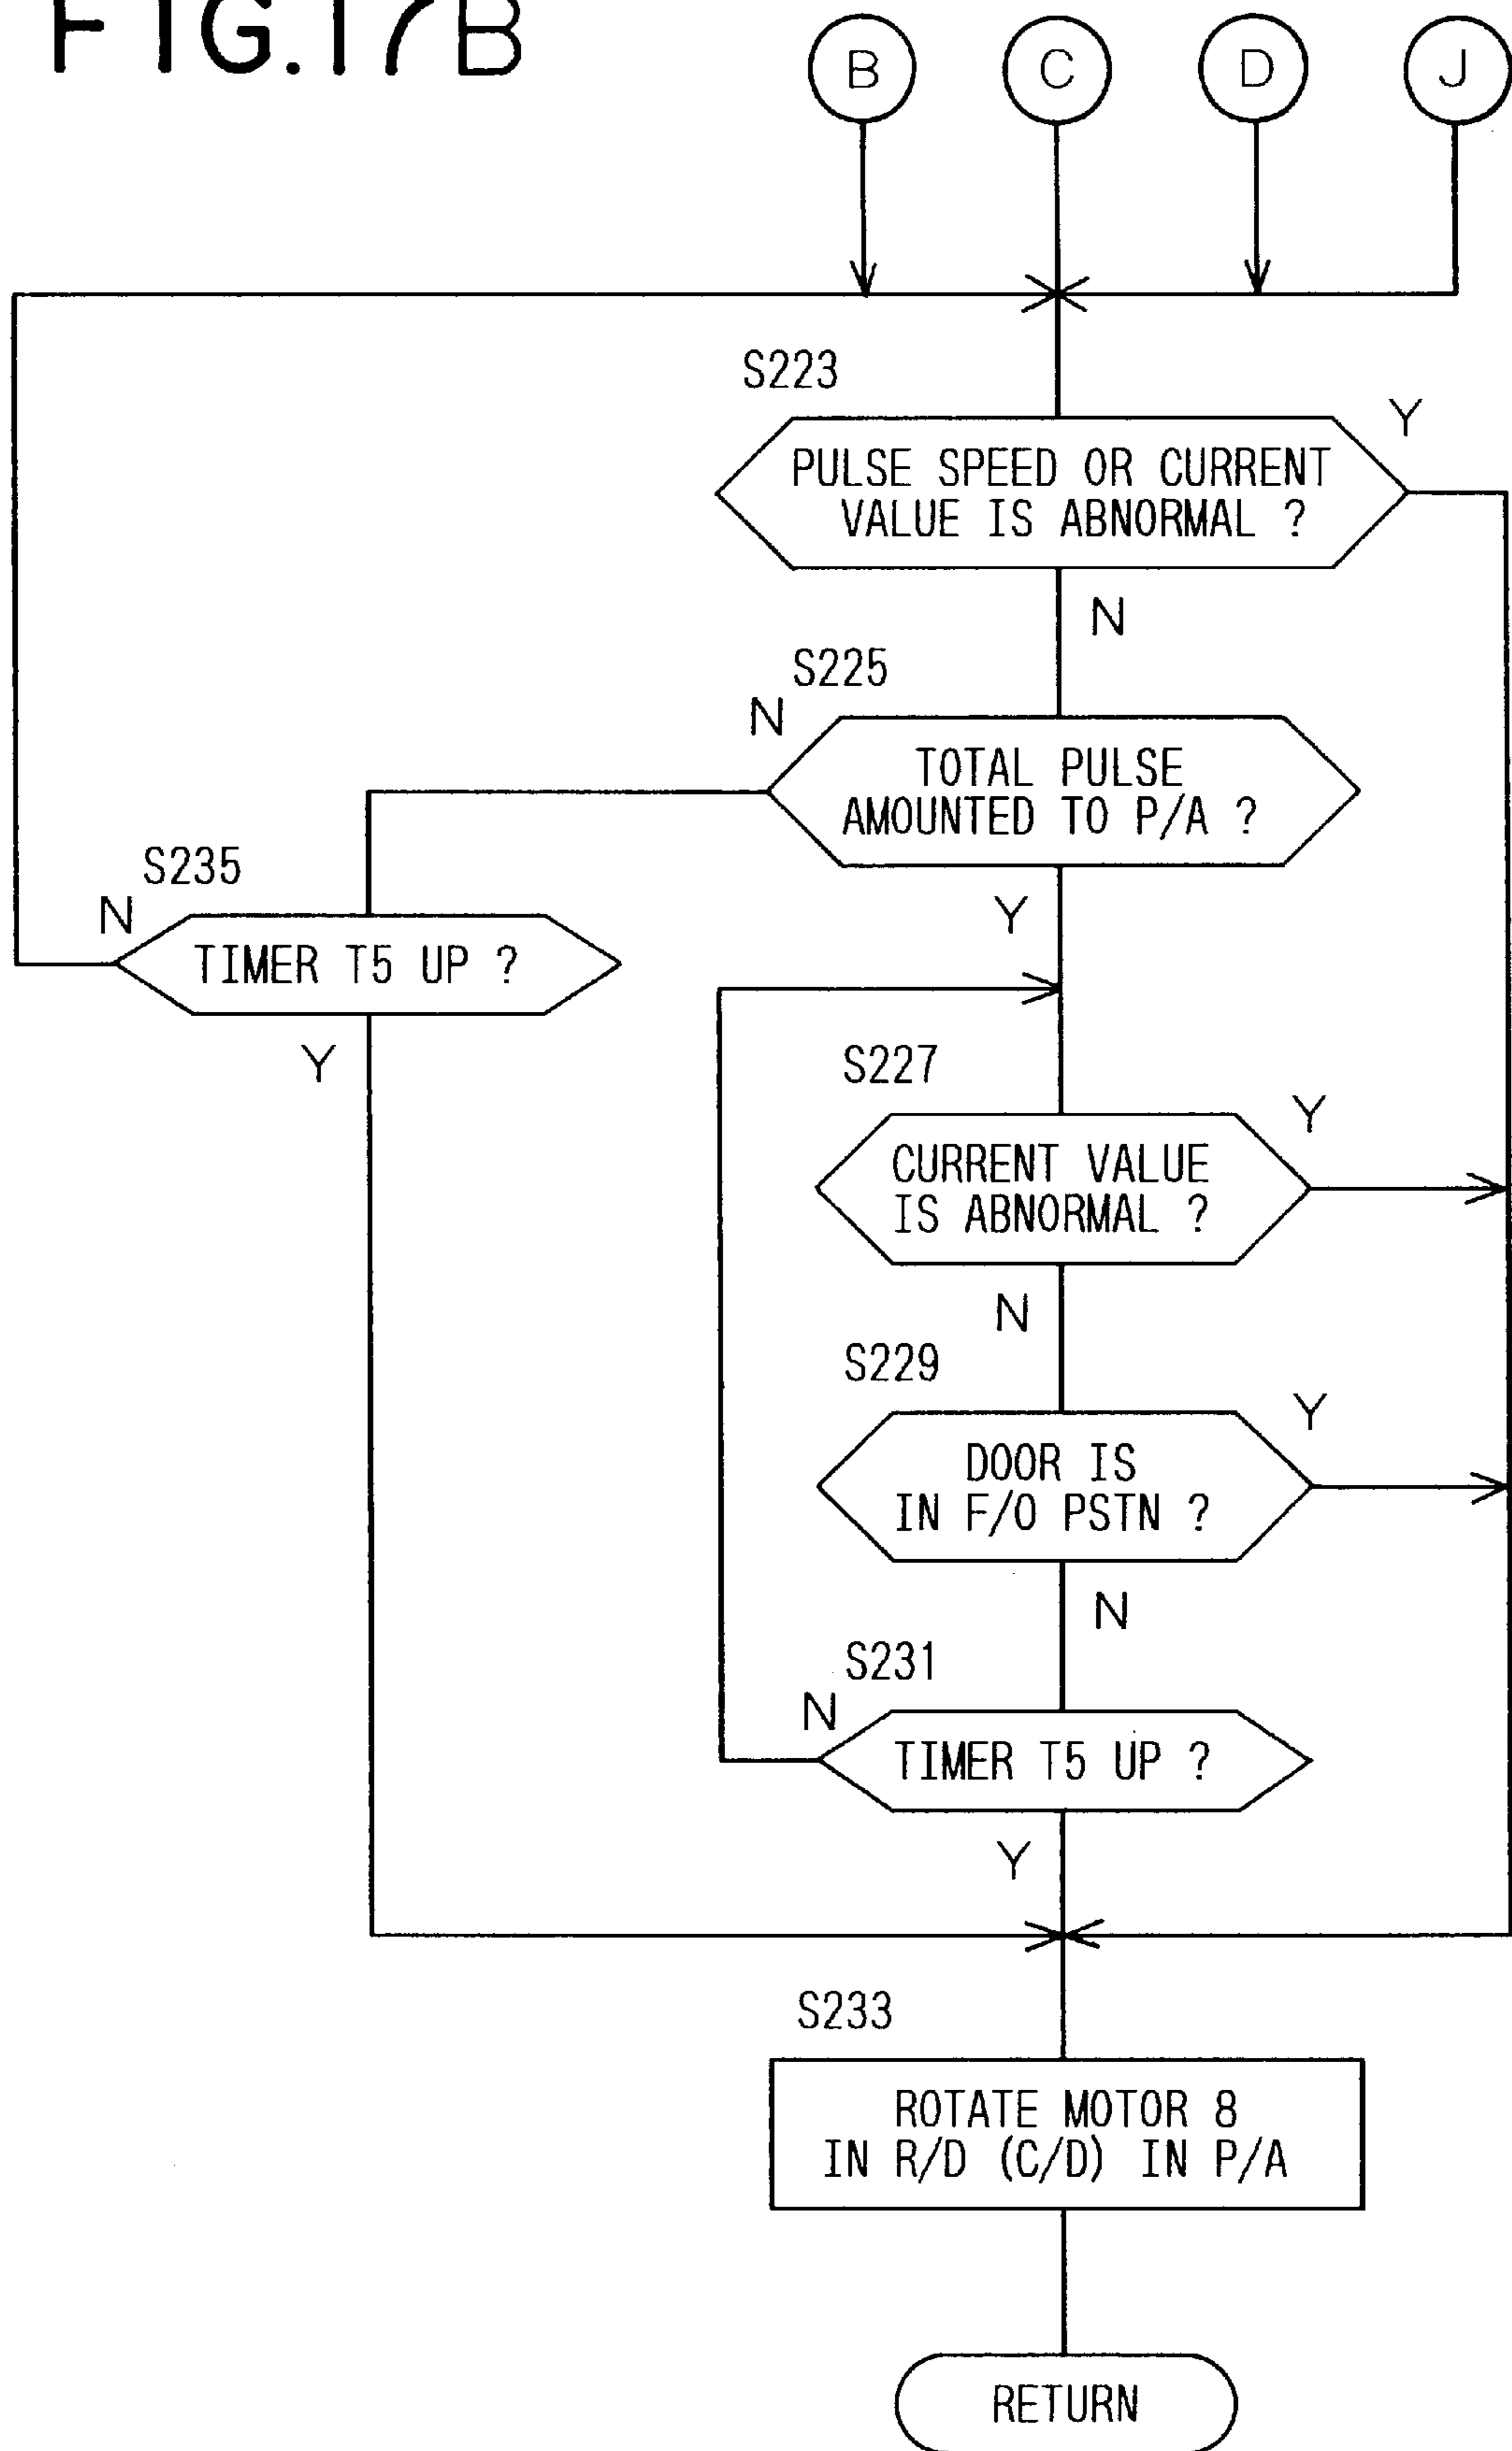 FIG.17B
B
C
D
J
S223
Y
PULSE SPEED OR CURRENT
VALUE IS ABNORMAL ?
N
S225
N
TOTAL PULSE
AMOUNTED TO P/A ?
S235
N
TIMER T5 UP ?
Y
Y
S227
Y
CURRENT VALUE
IS ABNORMAL ?
N
S229
Y
DOOR IS
IN F/O PSTN ?
N
S231
N
TIMER T5 UP ?
Y
S233
ROTATE MOTOR 8
IN R/D (C/D) IN P/A
RETURN